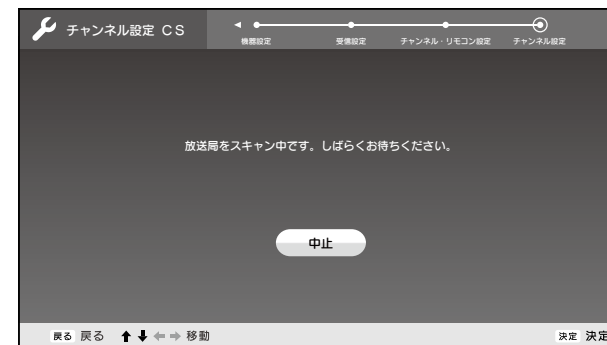 チャンネル設定 CS
機器設定 受信設定 チャンネル・リモコン設定 チャンネル設定
放送局をスキャン中です。しばらくお待ちください。
中止
戻る 戻る 移動 決定 決定